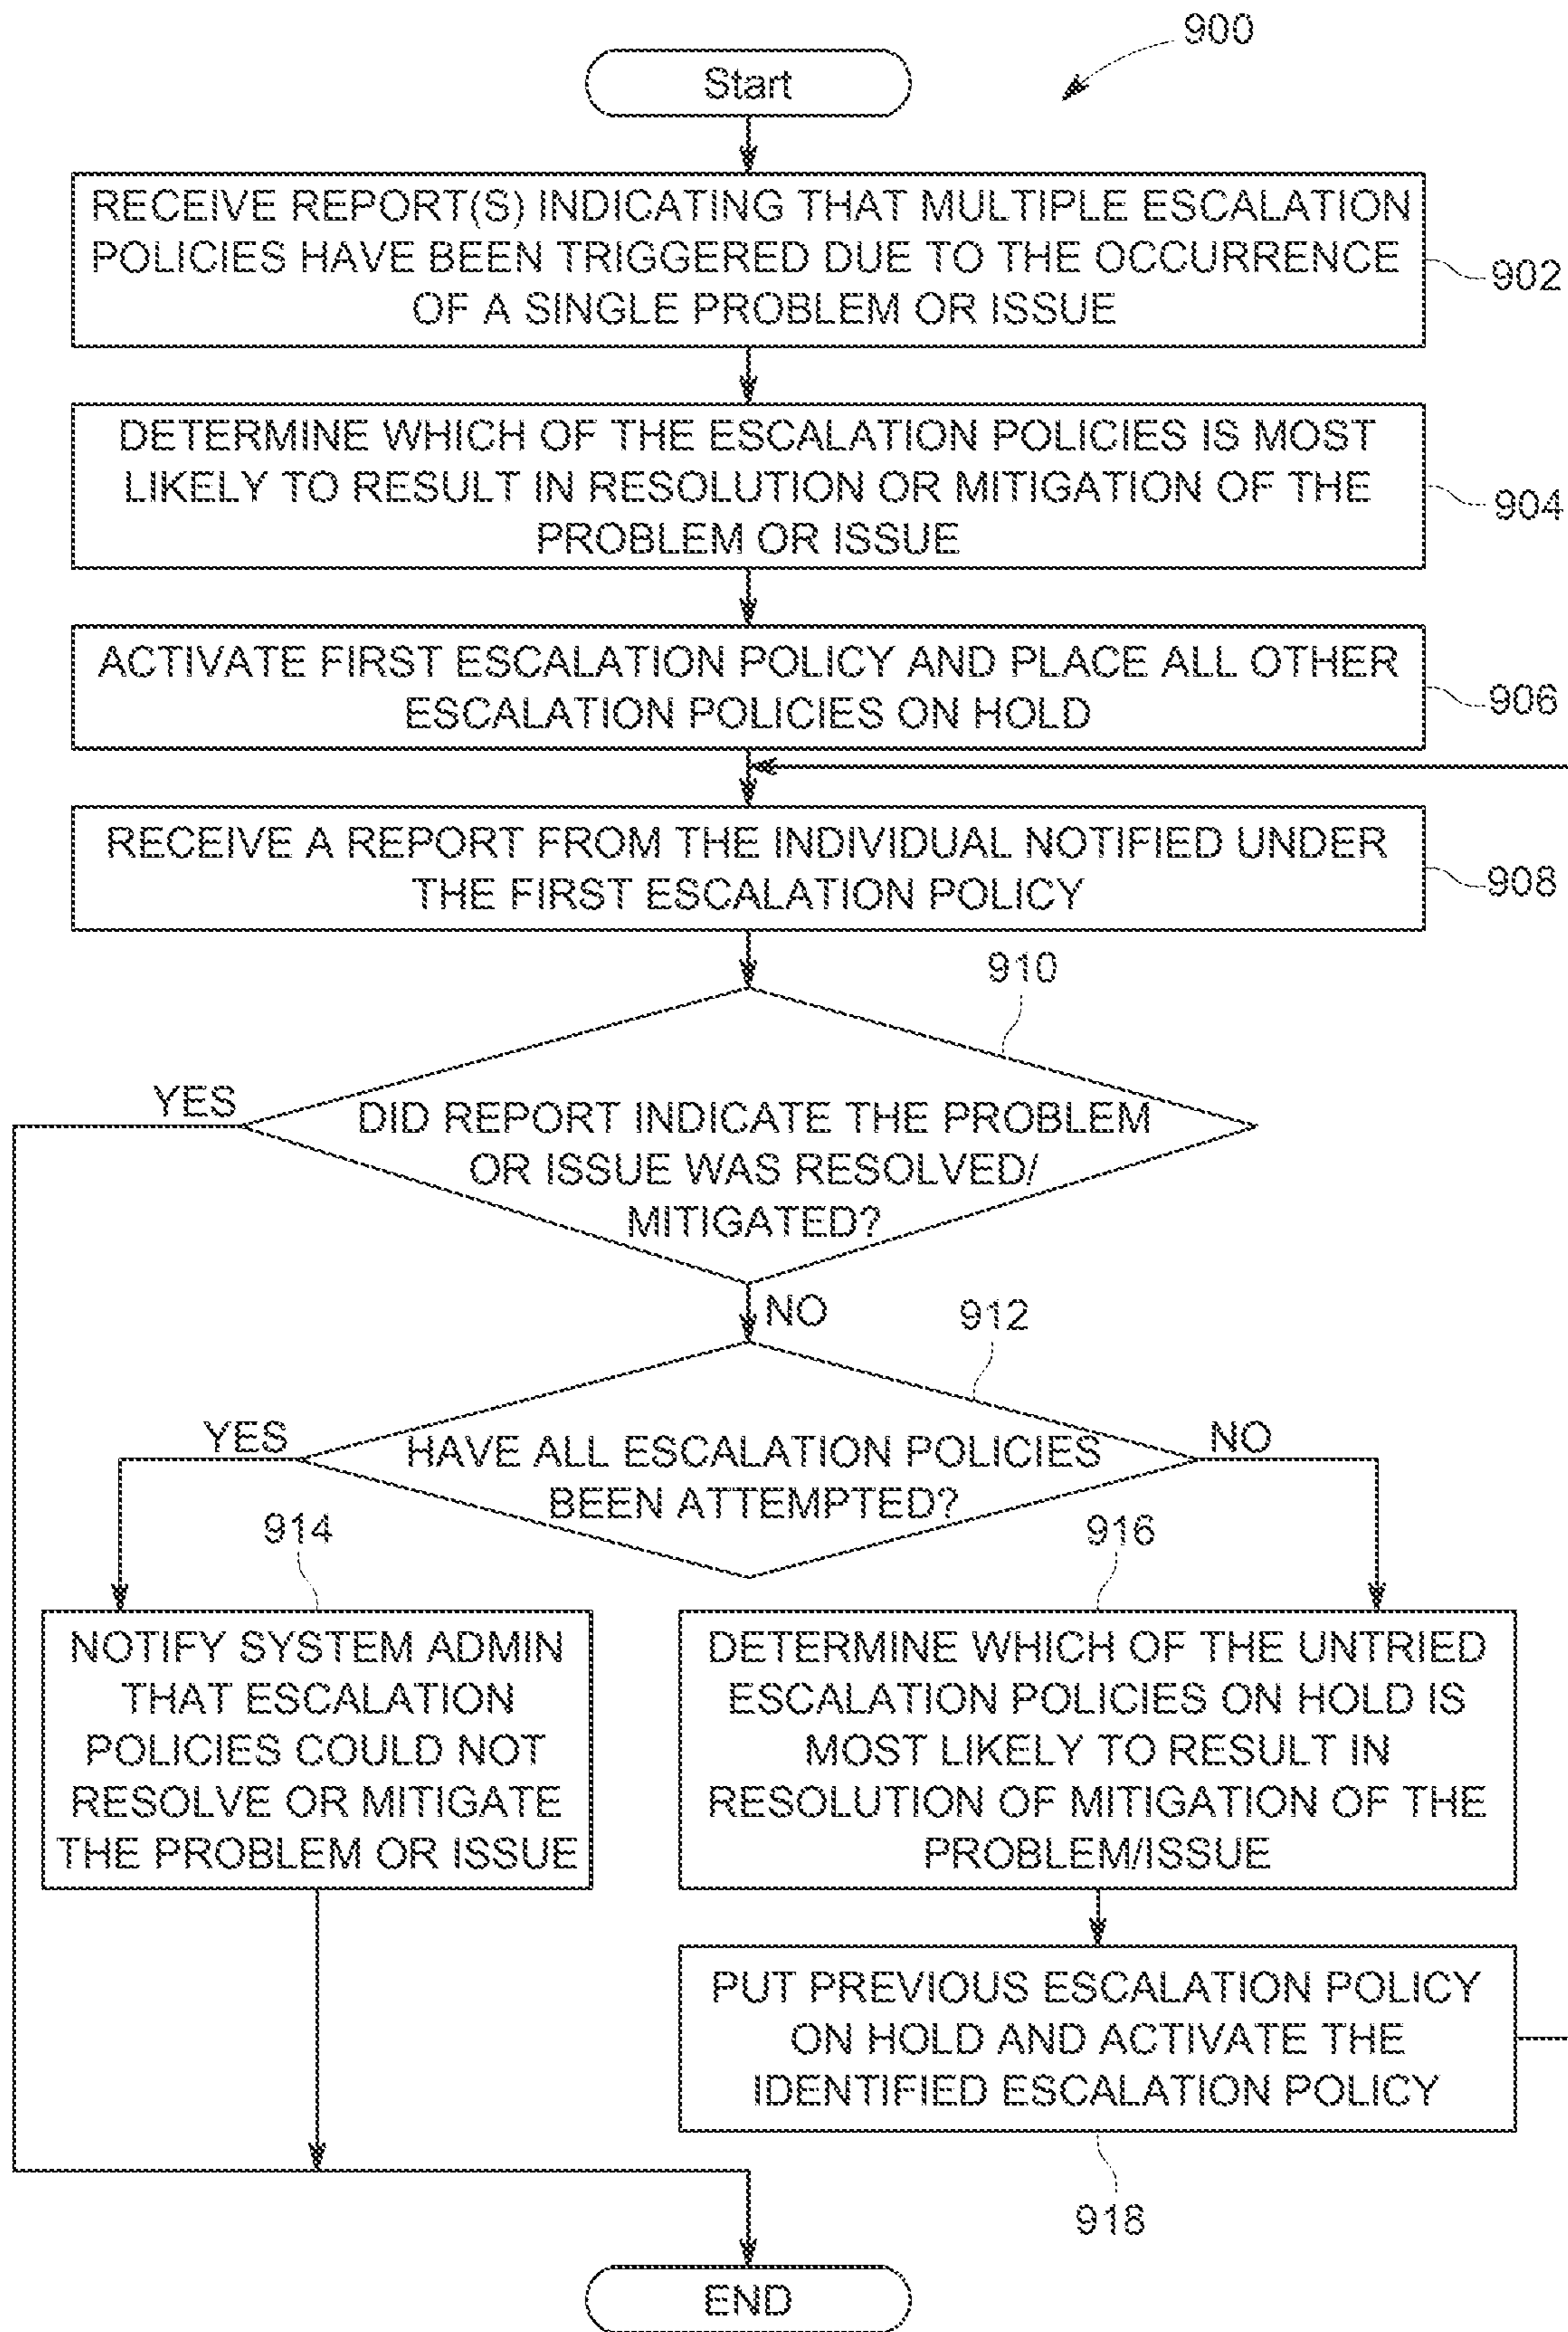 900
Start
RECEIVE REPORT(S) INDICATING THAT MULTIPLE ESCALATION
POLICIES HAVE BEEN TRIGGERED DUE TO THE OCCURRENCE
OF A SINGLE PROBLEM OR ISSUE
902
DETERMINE WHICH OF THE ESCALATION POLICIES IS MOST
LIKELY TO RESULT IN RESOLUTION OR MITIGATION OF THE
PROBLEM OR ISSUE
904
ACTIVATE FIRST ESCALATION POLICY AND PLACE ALL OTHER
ESCALATION POLICIES ON HOLD
906
RECEIVE A REPORT FROM THE INDIVIDUAL NOTIFIED UNDER
THE FIRST ESCALATION POLICY
908
910
YES
DID REPORT INDICATE THE PROBLEM
OR ISSUE WAS RESOLVED/
MITIGATED?
NO
912
YES
HAVE ALL ESCALATION POLICIES
BEEN ATTEMPTED?
NO
914
NOTIFY SYSTEM ADMIN
THAT ESCALATION
POLICIES COULD NOT
RESOLVE OR MITIGATE
THE PROBLEM OR ISSUE
916
DETERMINE WHICH OF THE UNTRIED
ESCALATION POLICIES ON HOLD IS
MOST LIKELY TO RESULT IN
RESOLUTION OF MITIGATION OF THE
PROBLEM/ISSUE
PUT PREVIOUS ESCALATION POLICY
ON HOLD AND ACTIVATE THE
IDENTIFIED ESCALATION POLICY
918
END